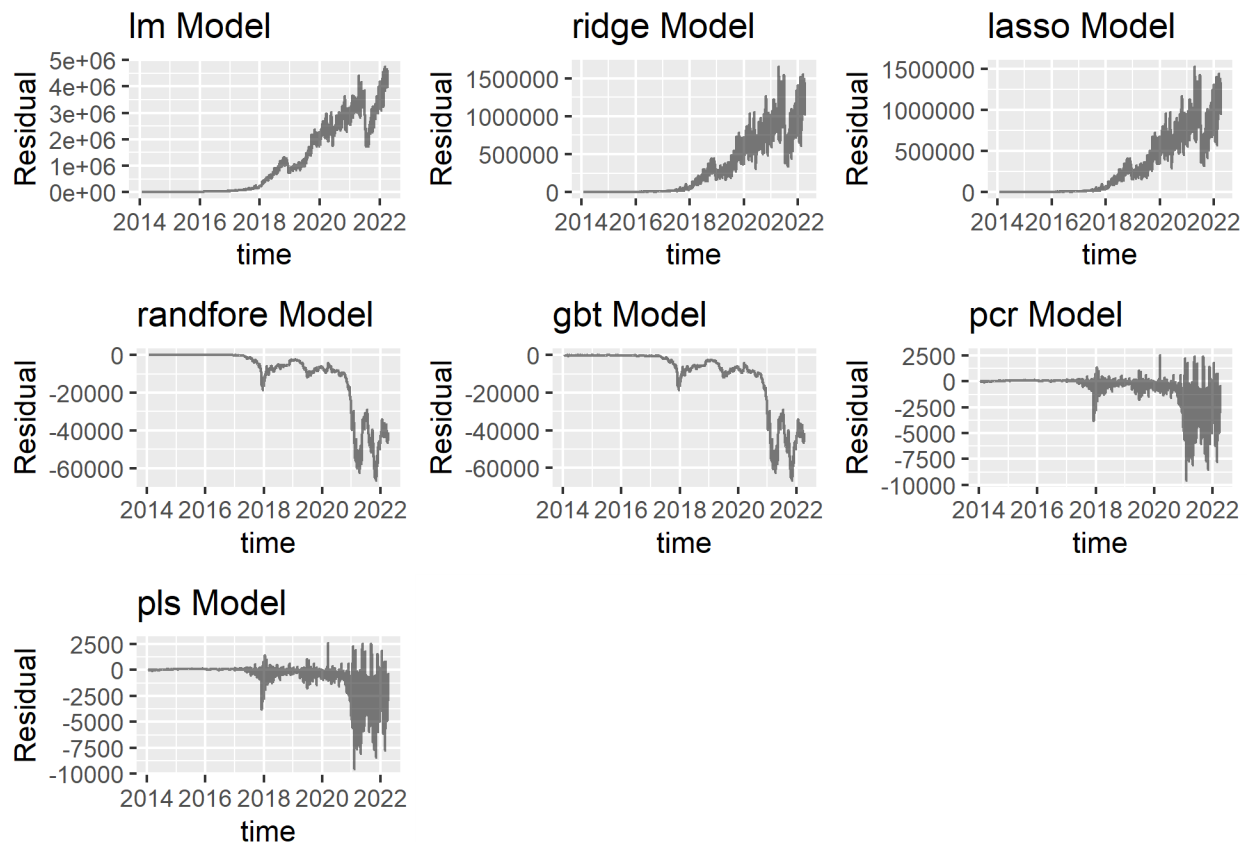 lm Model
ridge Model
lasso Model
Residual
5e+06
4e+06
3e+06
2e+06
1e+06
0e+00
2014 2016 2018 2020 2022
time
Residual
1500000
1000000
500000
0
2014 2016 2018 2020 2022
time
Residual
1500000
1000000
500000
0
2014 2016 2018 2020 2022
time
randfore Model
gbt Model
pcr Model
Residual
0
-20000
-40000
-60000
2014 2016 2018 2020 2022
time
Residual
0
-20000
-40000
-60000
2014 2016 2018 2020 2022
time
Residual
2500
0
-2500
-5000
-7500
-10000
2014 2016 2018 2020 2022
time
pls Model
Residual
2500
0
-2500
-5000
-7500
-10000
2014 2016 2018 2020 2022
time